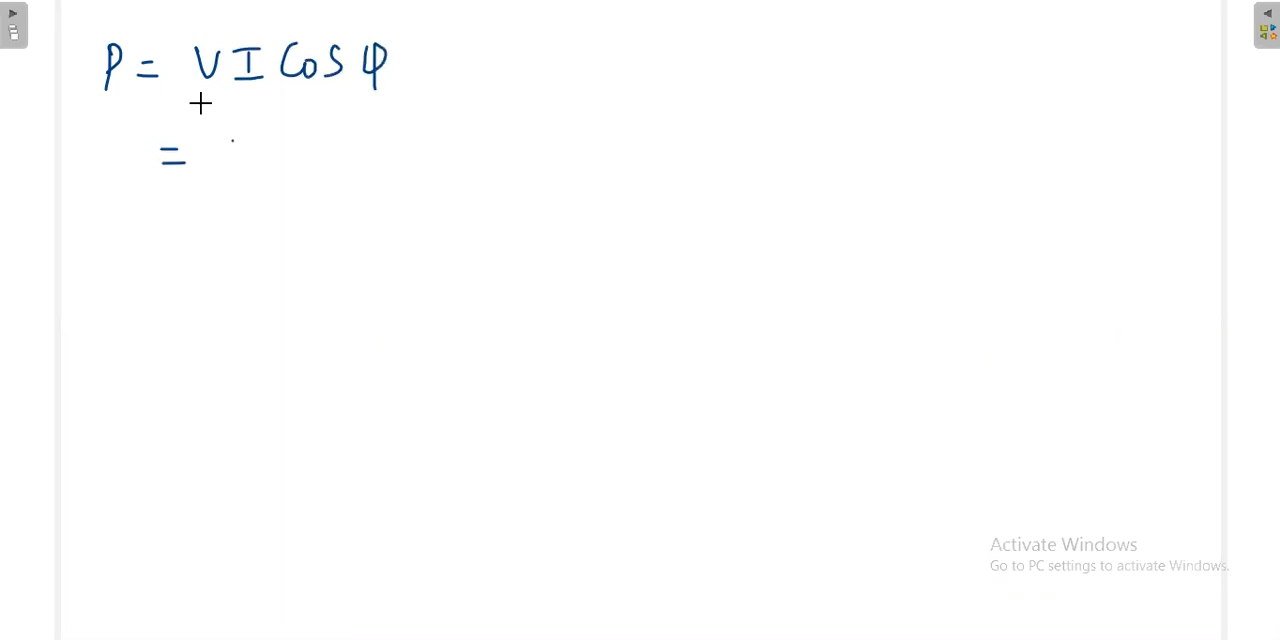 P = V I Cos φ
=
Activate Windows
Go to PC settings to activate Windows.